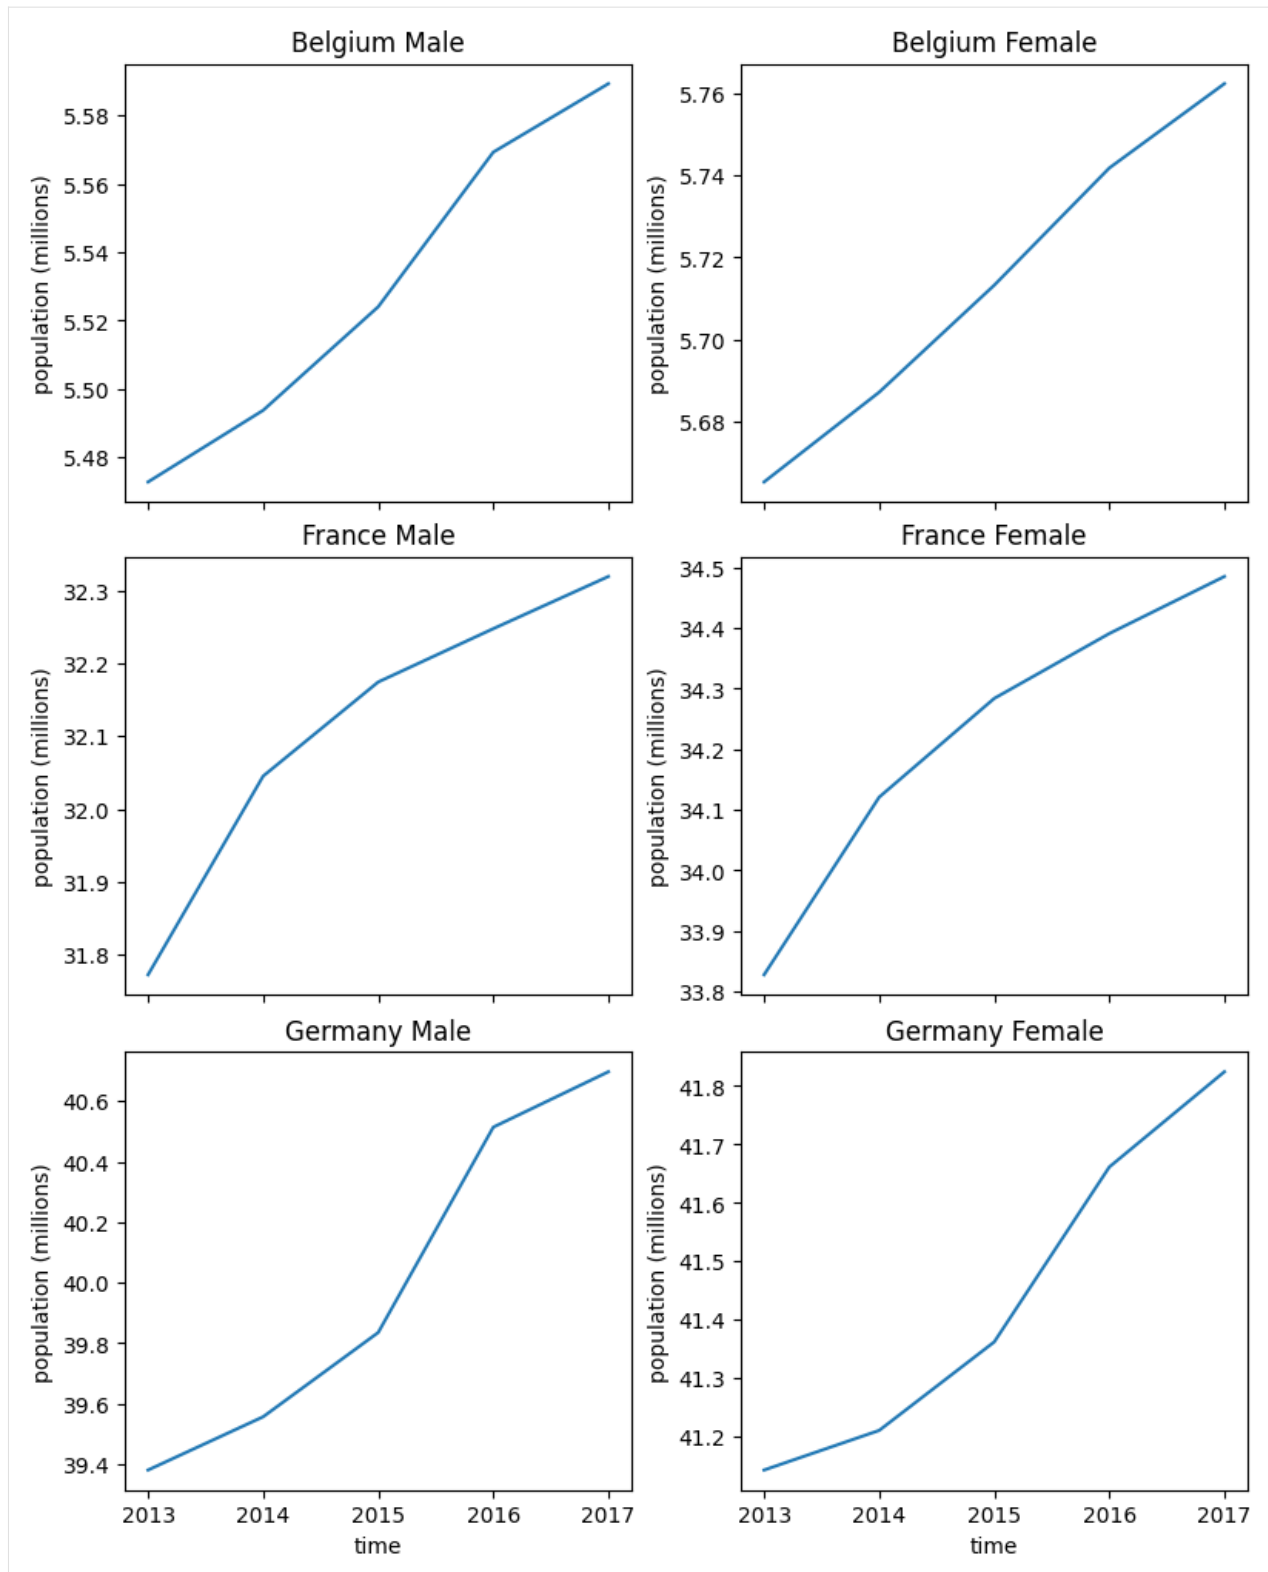 Belgium Male
5.58
5.56
5.54
5.52
5.50
5.48
population (millions)
Belgium Female
5.76
5.74
5.72
5.70
5.68
population (millions)
France Male
32.3
32.2
32.1
32.0
31.9
31.8
population (millions)
France Female
34.5
34.4
34.3
34.2
34.1
34.0
33.9
33.8
population (millions)
Germany Male
40.6
40.4
40.2
40.0
39.8
39.6
39.4
population (millions)
2013 2014 2015 2016 2017
time
Germany Female
41.8
41.7
41.6
41.5
41.4
41.3
41.2
population (millions)
2013 2014 2015 2016 2017
time